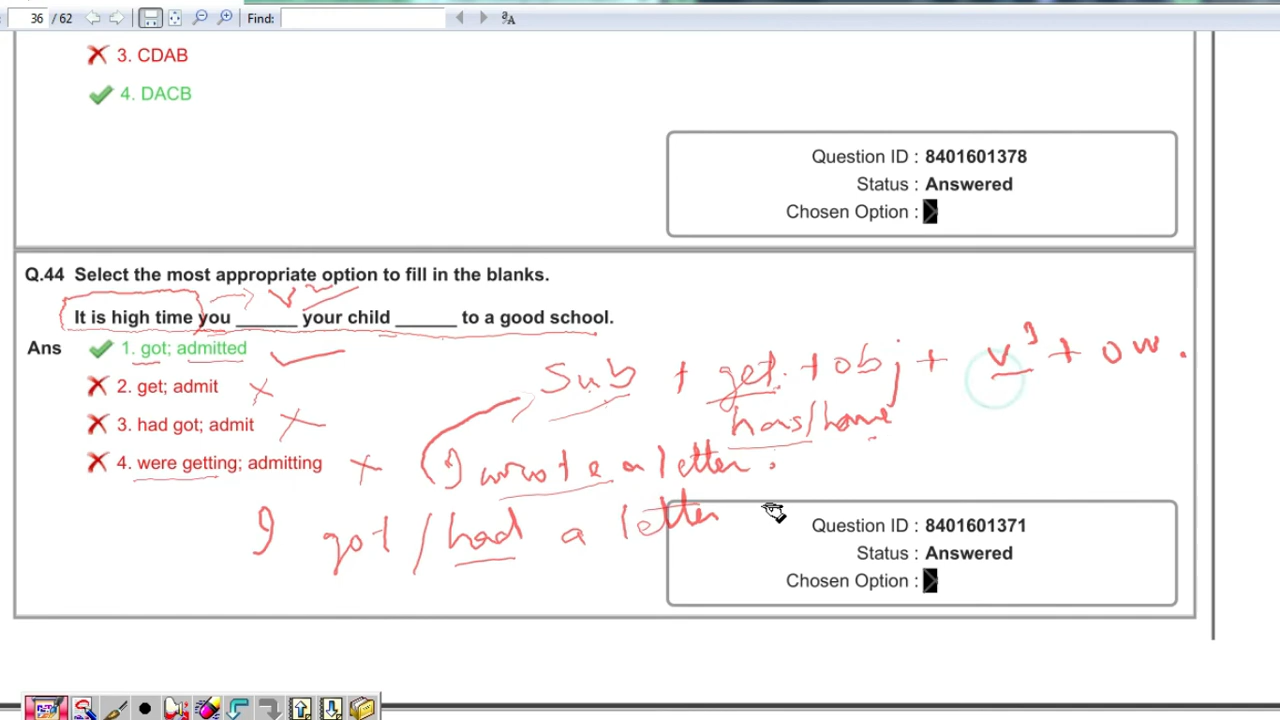 36 / 62 Find:
3. CDAB
4. DACB
Question ID : 8401601378
Status : Answered
Chosen Option :
Q.44 Select the most appropriate option to fill in the blanks.
V2
It is high time you ______ your child ______ to a good school.
Ans 1. got; admitted
2. get; admit
3. had got; admit
4. were getting; admitting
Sub + get + obj + V3 + ow.
has/have
I wrote a letter.
I got / had a letter
Question ID : 8401601371
Status : Answered
Chosen Option :